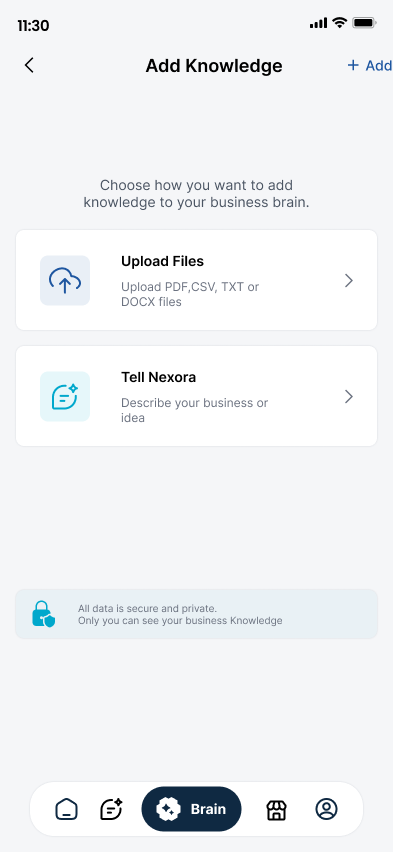 11:30
Add Knowledge
+ Add
Choose how you want to add
knowledge to your business brain.
Upload Files
Upload PDF,CSV, TXT or
DOCX files
Tell Nexora
Describe your business or
idea
All data is secure and private.
Only you can see your business Knowledge
Brain